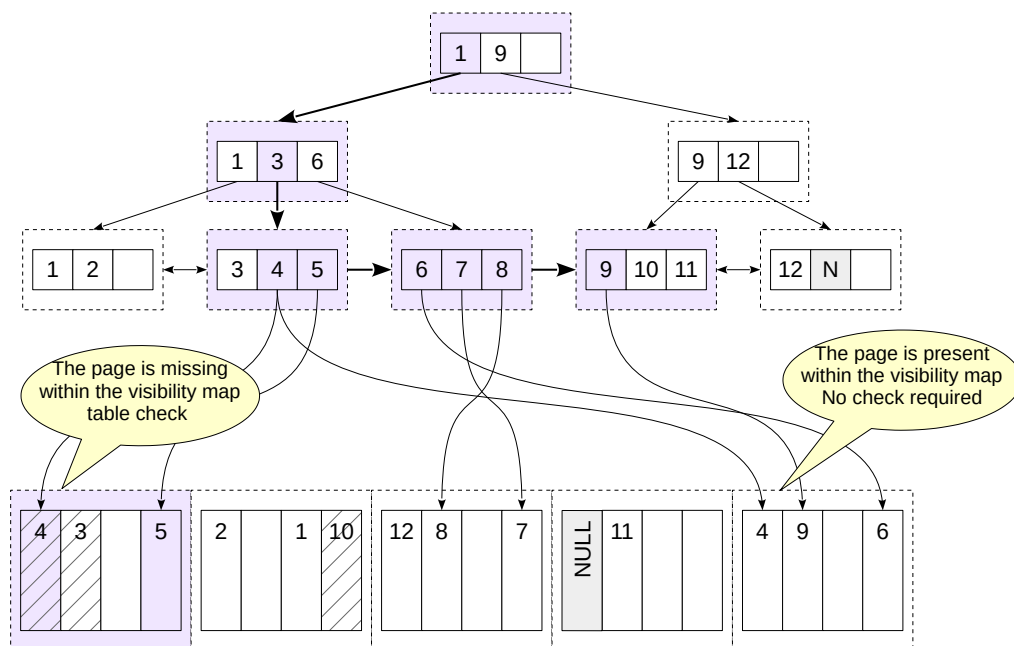 1 9
1 3 6
9 12
1 2
3 4 5
6 7 8
9 10 11
12 N
The page is missing
within the visibility map
table check
The page is present
within the visibility map
No check required
4 3 5
2 1 10
12 8 7
NULL 11
4 9 6